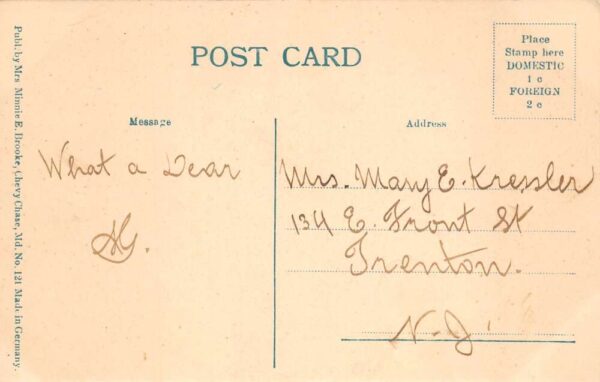 POST CARD
Place
Stamp here
DOMESTIC
1 c
FOREIGN
2 c
Publ. by Mrs Minnie E. Brooke, Chevy Chase, Md. No. 121 Made in Germany.
Message
What a Dear
Address
Mrs. Mary E. Kressler
134 E. Front St
Trenton.
N. J.